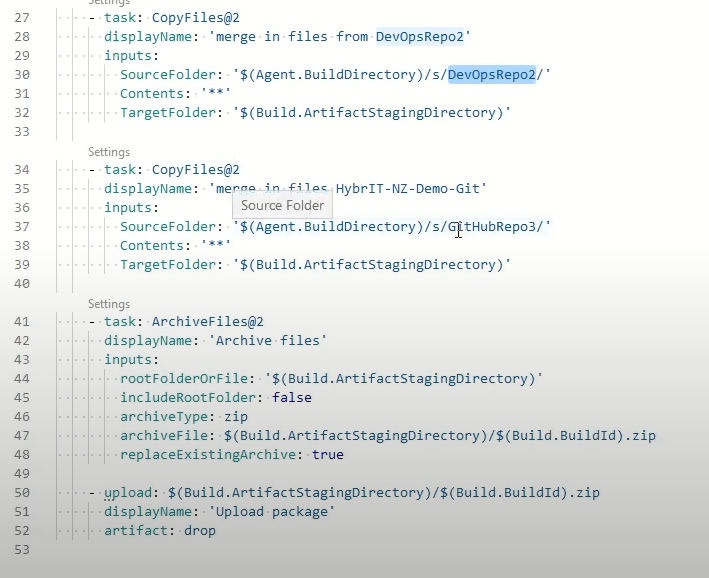 Settings
27 - task: CopyFiles@2
28 displayName: 'merge in files from DevOpsRepo2'
29 inputs:
30 SourceFolder: '$(Agent.BuildDirectory)/s/DevOpsRepo2/'
31 Contents: '**'
32 TargetFolder: '$(Build.ArtifactStagingDirectory)'
33
Settings
34 - task: CopyFiles@2
35 displayName: 'merge in files HybrIT-NZ-Demo-Git'
Source Folder
36 inputs:
37 SourceFolder: '$(Agent.BuildDirectory)/s/GitHubRepo3/'
38 Contents: '**'
39 TargetFolder: '$(Build.ArtifactStagingDirectory)'
40
Settings
41 - task: ArchiveFiles@2
42 displayName: 'Archive files'
43 inputs:
44 rootFolderOrFile: '$(Build.ArtifactStagingDirectory)'
45 includeRootFolder: false
46 archiveType: zip
47 archiveFile: $(Build.ArtifactStagingDirectory)/$(Build.BuildId).zip
48 replaceExistingArchive: true
49
50 - upload: $(Build.ArtifactStagingDirectory)/$(Build.BuildId).zip
51 displayName: 'Upload package'
52 artifact: drop
53